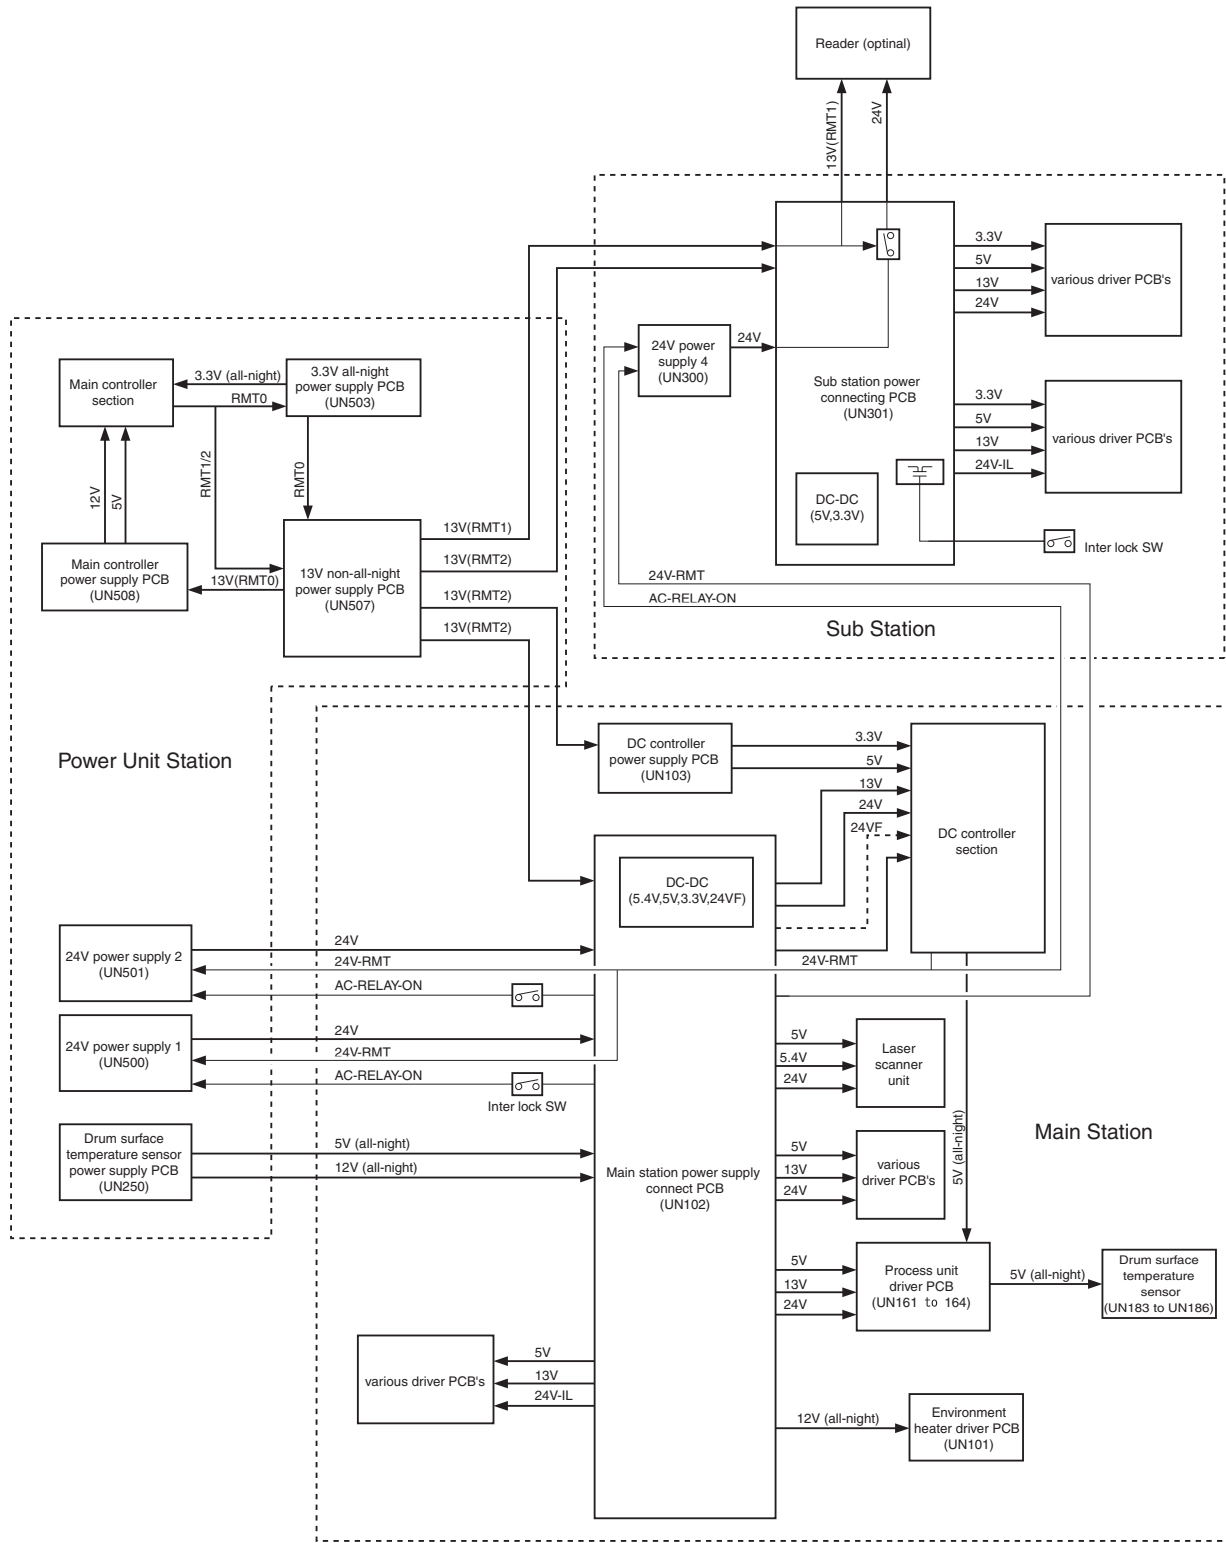 Reader (optinal)
13V(RMT1)
24V
3.3V
5V
13V
24V
various driver PCB's
24V power
supply 4
(UN300)
24V
Sub station power
connecting PCB
(UN301)
3.3V
5V
13V
24V-IL
various driver PCB's
DC-DC
(5V,3.3V)
Inter lock SW
24V-RMT
AC-RELAY-ON
Sub Station
Main controller
section
3.3V (all-night)
RMT0
3.3V all-night
power supply PCB
(UN503)
12V
5V
RMT1/2
RMT0
Main controller
power supply PCB
(UN508)
13V(RMT0)
13V non-all-night
power supply PCB
(UN507)
13V(RMT1)
13V(RMT2)
13V(RMT2)
13V(RMT2)
Power Unit Station
DC controller
power supply PCB
(UN103)
3.3V
5V
13V
24V
24VF
DC controller
section
DC-DC
(5.4V,5V,3.3V,24VF)
24V-RMT
24V power supply 2
(UN501)
24V
24V-RMT
AC-RELAY-ON
24V power supply 1
(UN500)
24V
24V-RMT
AC-RELAY-ON
Inter lock SW
Drum surface
temperature sensor
power supply PCB
(UN250)
5V (all-night)
12V (all-night)
Main station power supply
connect PCB
(UN102)
5V
5.4V
24V
Laser
scanner
unit
5V
13V
24V
various
driver PCB's
5V (all-night)
Main Station
5V
13V
24V
Process unit
driver PCB
(UN161 to 164)
5V (all-night)
Drum surface
temperature
sensor
(UN183 to UN186)
various driver PCB's
5V
13V
24V-IL
12V (all-night)
Environment
heater driver PCB
(UN101)